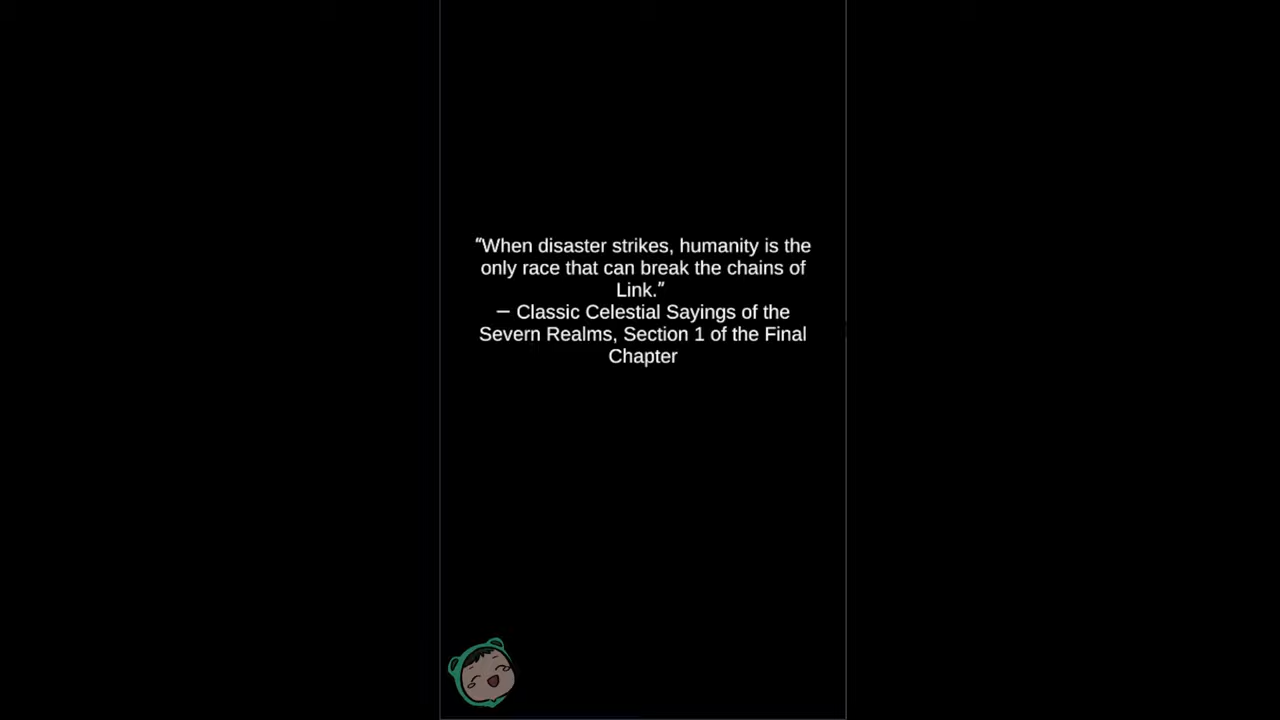 “When disaster strikes, humanity is the
only race that can break the chains of
Link.”
– Classic Celestial Sayings of the
Severn Realms, Section 1 of the Final
Chapter